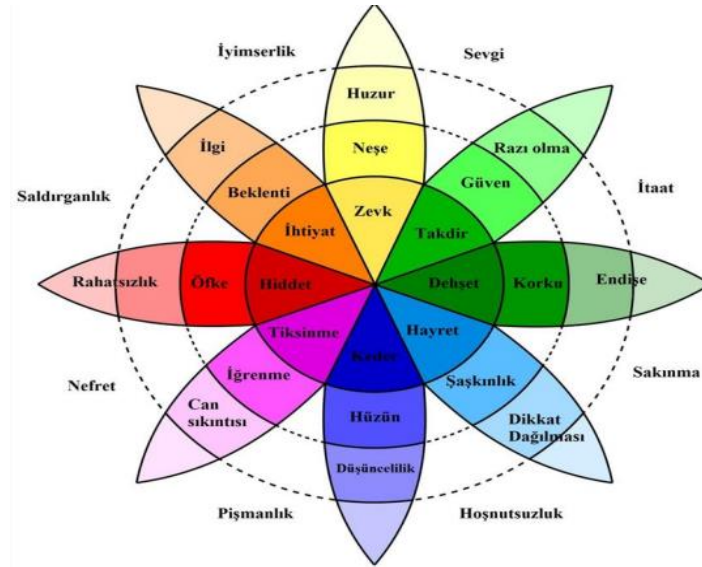 İyimserlik
Sevgi
Huzur
İlgi
Razı olma
Neşe
Beklenti
Güven
Saldırganlık
İtaat
Zevk
İhtiyat
Takdir
Rahatsızlık
Öfke
Hiddet
Dehşet
Korku
Endişe
Tiksinme
Hayret
Keder
İğrenme
Şaşkınlık
Nefret
Sakınma
Can
sıkıntısı
Hüzün
Dikkat
Dağılması
Düşüncelilik
Pişmanlık
Hoşnutsuzluk